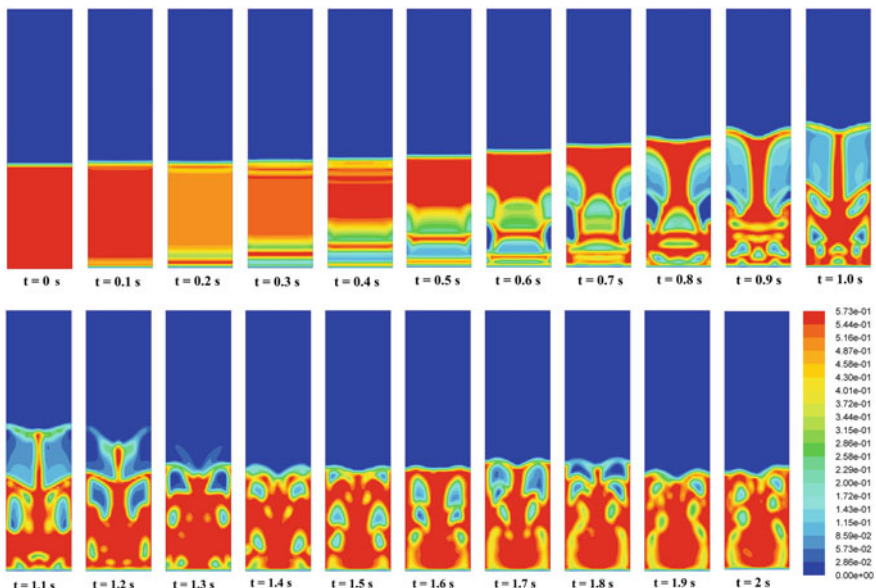 t = 0 s
t = 0.1 s
t = 0.2 s
t = 0.3 s
t = 0.4 s
t = 0.5 s
t = 0.6 s
t = 0.7 s
t = 0.8 s
t = 0.9 s
t = 1.0 s
5.73e-01
5.44e-01
5.16e-01
4.87e-01
4.58e-01
4.30e-01
4.01e-01
3.72e-01
3.44e-01
3.15e-01
2.86e-01
2.58e-01
2.29e-01
2.00e-01
1.72e-01
1.43e-01
1.15e-01
8.59e-02
5.73e-02
2.86e-02
0.00e+00
t = 1.1 s
t = 1.2 s
t = 1.3 s
t = 1.4 s
t = 1.5 s
t = 1.6 s
t = 1.7 s
t = 1.8 s
t = 1.9 s
t = 2 s